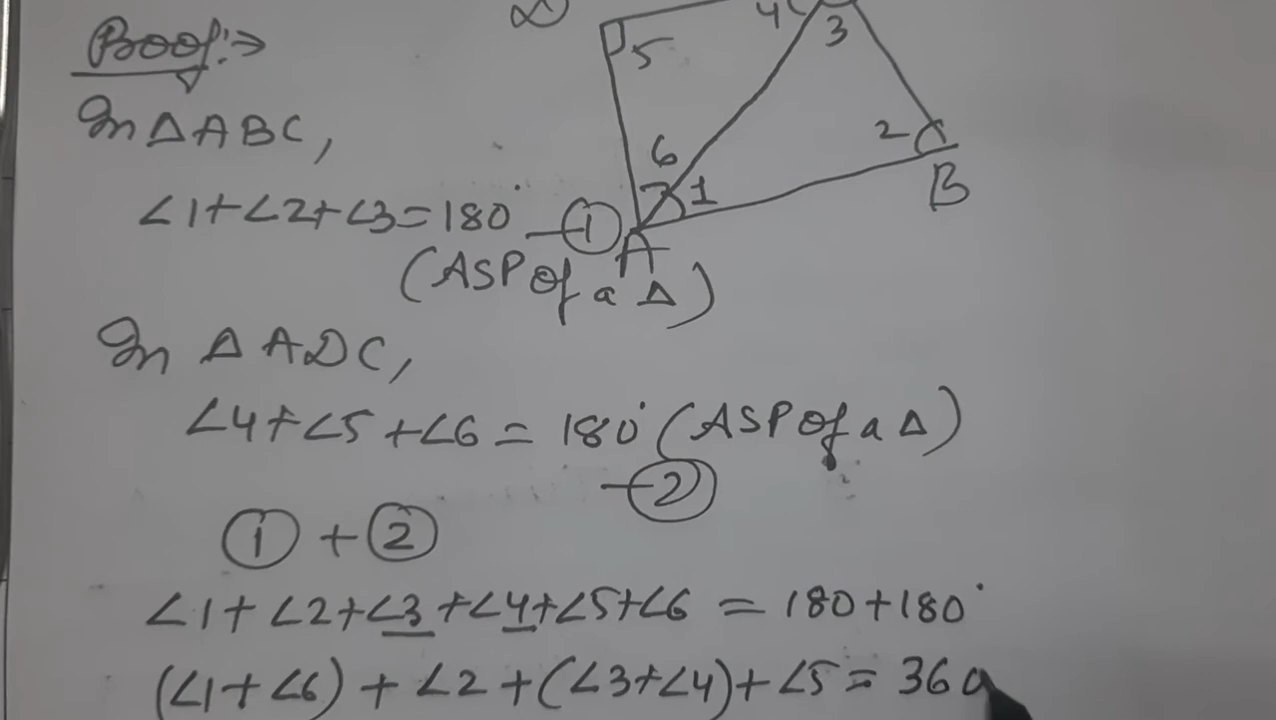 Proof:⇒
D
4
3
5
In ΔABC,
2
6
1
B
∠1+∠2+∠3=180° —①
A
(ASP of a Δ)
In Δ ADC,
∠4+∠5+∠6 = 180° (ASP of a Δ)
—②
① + ②
∠1+∠2+∠3+∠4+∠5+∠6 = 180+180°
(∠1+∠6)+∠2+(∠3+∠4)+∠5=360